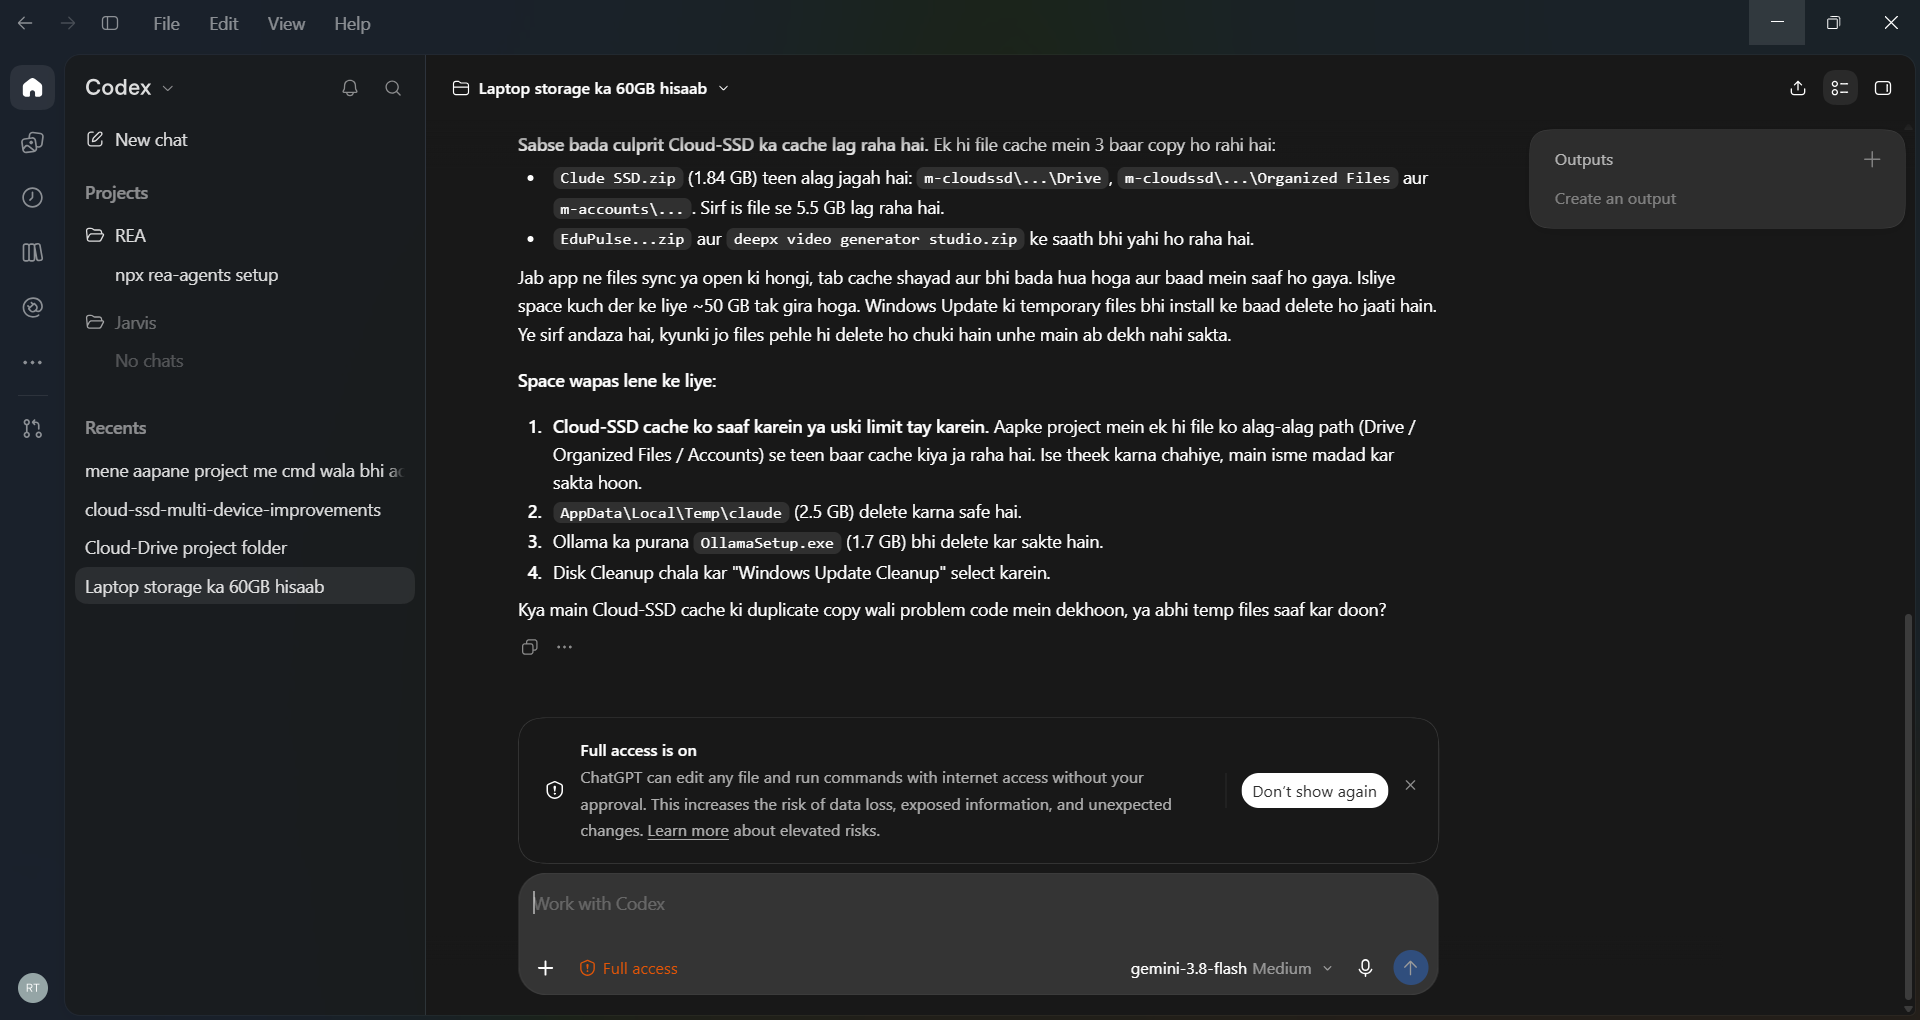 File Edit View Help
Codex
New chat
Projects
REA
npx rea-agents setup
Jarvis
No chats
Recents
mene aapane project me cmd wala bhi
cloud-ssd-multi-device-improvements
Cloud-Drive project folder
Laptop storage ka 60GB hisaab
RT
Laptop storage ka 60GB hisaab
Sabse bada culprit Cloud-SSD ka cache lag raha hai. Ek hi file cache mein 3 baar copy ho rahi hai:
• Clude SSD.zip (1.84 GB) teen alag jagah hai: m-cloudssd\...\Drive, m-cloudssd\...\Organized Files aur
m-accounts\... . Sirf is file se 5.5 GB lag raha hai.
• EduPulse...zip aur deepx video generator studio.zip ke saath bhi yahi ho raha hai.
Jab app ne files sync ya open ki hongi, tab cache shayad aur bhi bada hua hoga aur baad mein saaf ho gaya. Isliye
space kuch der ke liye ~50 GB tak gira hoga. Windows Update ki temporary files bhi install ke baad delete ho jaati hain.
Ye sirf andaza hai, kyunki jo files pehle hi delete ho chuki hain unhe main ab dekh nahi sakta.
Space wapas lene ke liye:
1. Cloud-SSD cache ko saaf karein ya uski limit tay karein. Aapke project mein ek hi file ko alag-alag path (Drive /
Organized Files / Accounts) se teen baar cache kiya ja raha hai. Ise theek karna chahiye, main isme madad kar
sakta hoon.
2. AppData\Local\Temp\claude (2.5 GB) delete karna safe hai.
3. Ollama ka purana OllamaSetup.exe (1.7 GB) bhi delete kar sakte hain.
4. Disk Cleanup chala kar "Windows Update Cleanup" select karein.
Kya main Cloud-SSD cache ki duplicate copy wali problem code mein dekhoon, ya abhi temp files saaf kar doon?
Full access is on
ChatGPT can edit any file and run commands with internet access without your
approval. This increases the risk of data loss, exposed information, and unexpected
changes. Learn more about elevated risks.
Don't show again
Work with Codex
Full access
gemini-3.8-flash Medium
Outputs
Create an output